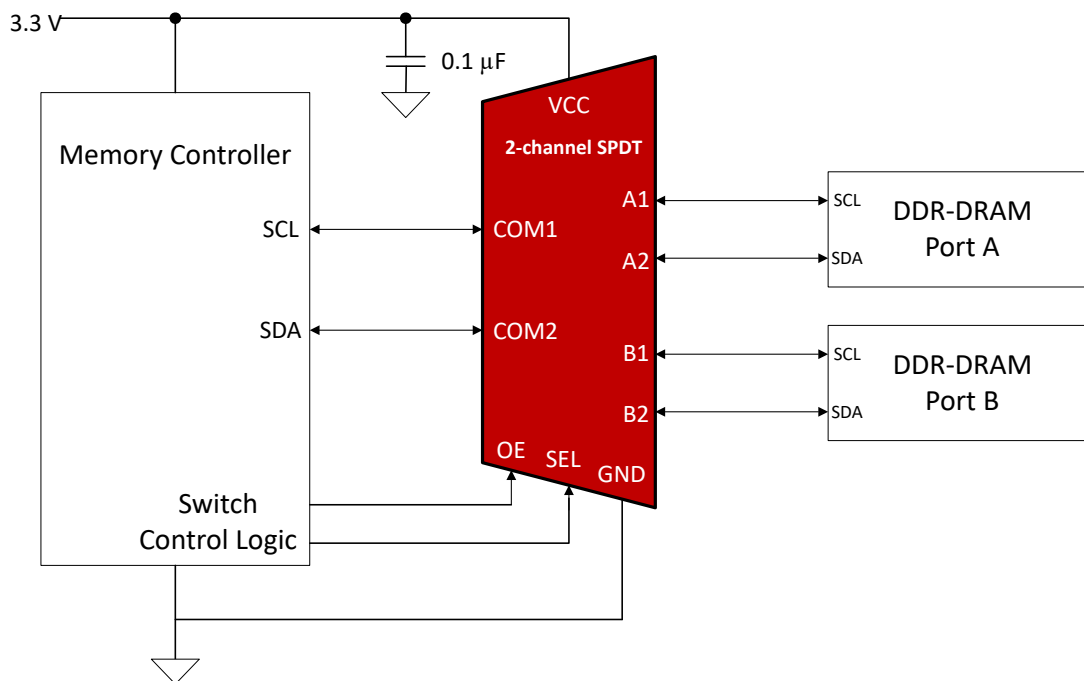 3.3 V
0.1 μF
VCC
2-channel SPDT
Memory Controller
SCL
SDA
COM1
COM2
A1
A2
B1
B2
SCL
SDA
DDR-DRAM
Port A
SCL
SDA
DDR-DRAM
Port B
OE
SEL
GND
Switch
Control Logic